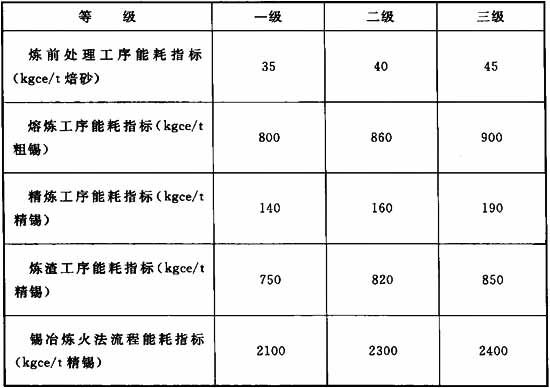 等 级 一级 二级 三级
炼前处理工序能耗指标
(kgce/t焙砂) 35 40 45
熔炼工序能耗指标(kgce/t
粗锡) 800 860 900
精炼工序能耗指标(kgce/t
精锡) 140 160 190
炼渣工序能耗指标(kgce/t
精锡) 750 820 850
锡冶炼火法流程能耗指标
(kgce/t精锡) 2100 2300 2400